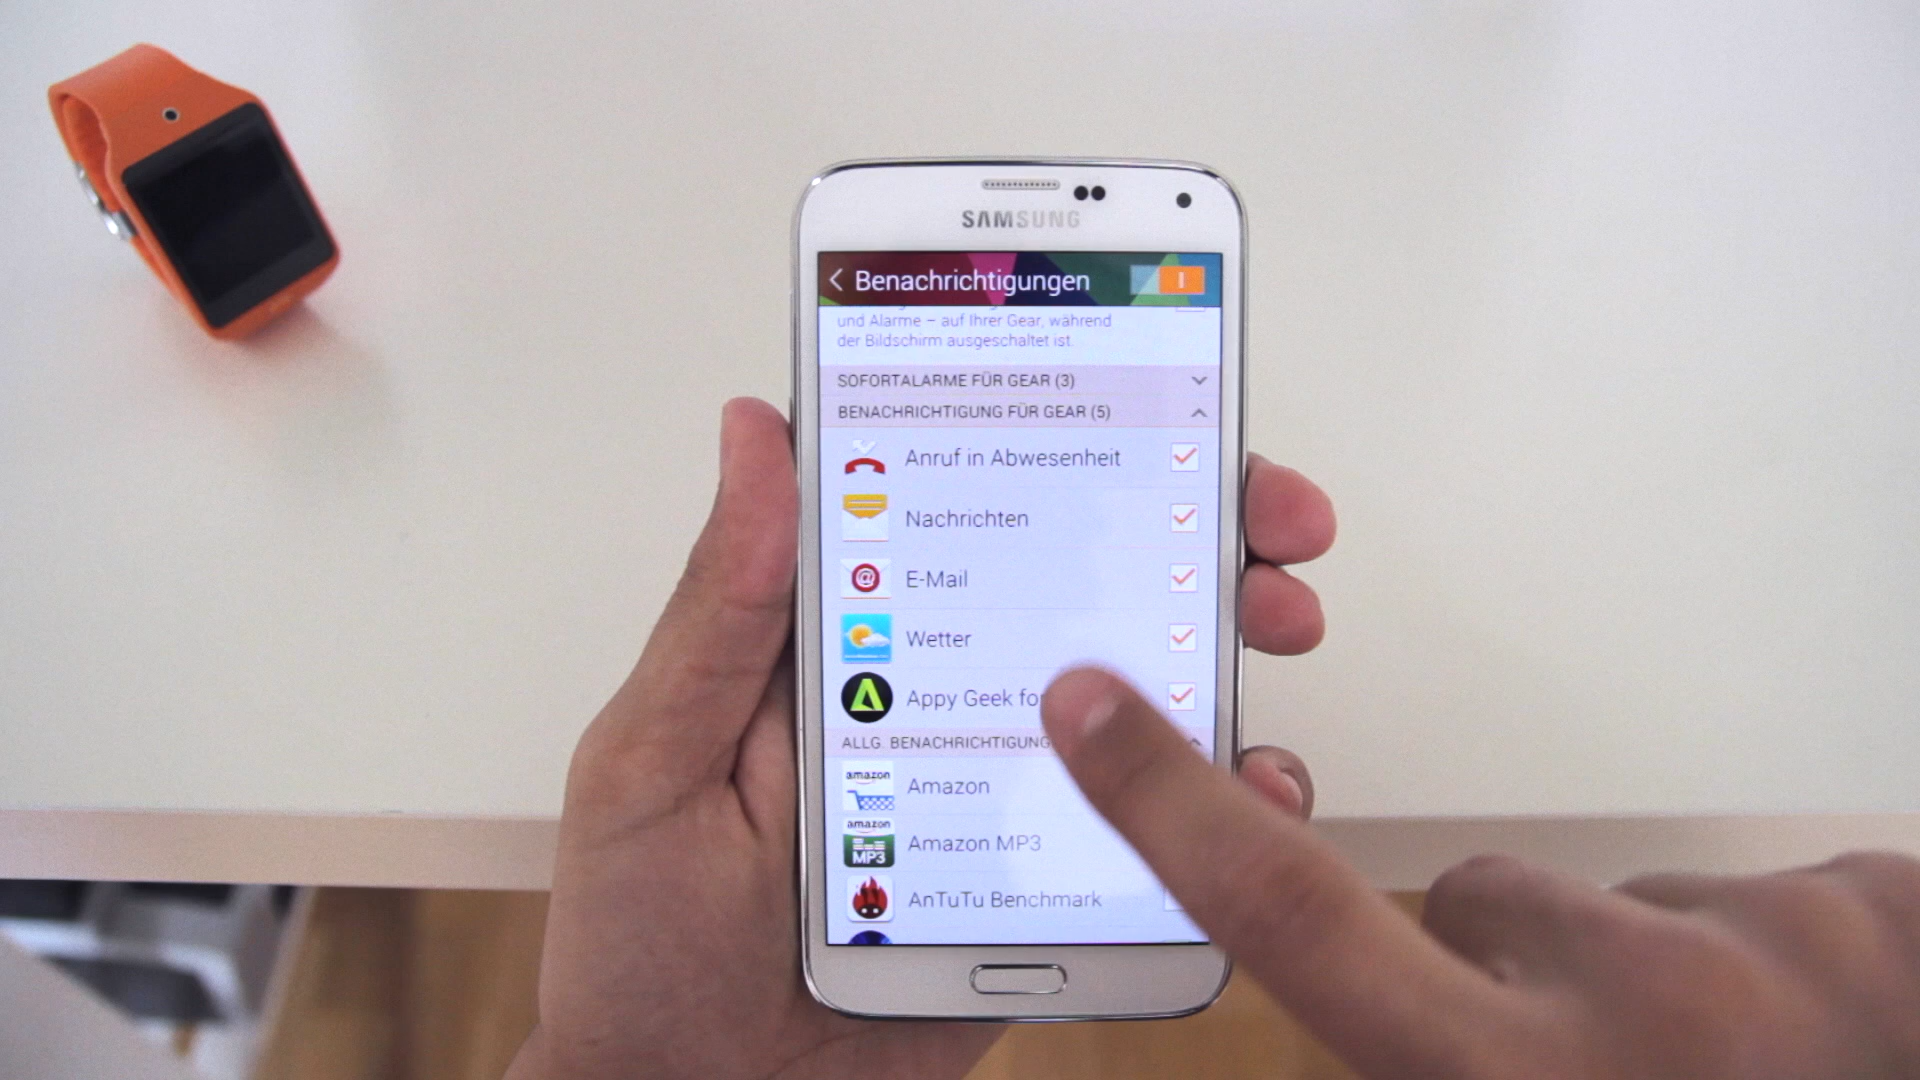 SAMSUNG
Benachrichtigungen
und Alarme – auf Ihrer Gear, während
der Bildschirm ausgeschaltet ist.
SOFORTALARME FÜR GEAR (3)
BENACHRICHTIGUNG FÜR GEAR (5)
Anruf in Abwesenheit
Nachrichten
E-Mail
Wetter
Appy Geek
ALLG. BENACHRICHTIGUNG
amazon
Amazon
amazon
MP3
Amazon MP3
AnTuTu Benchmark